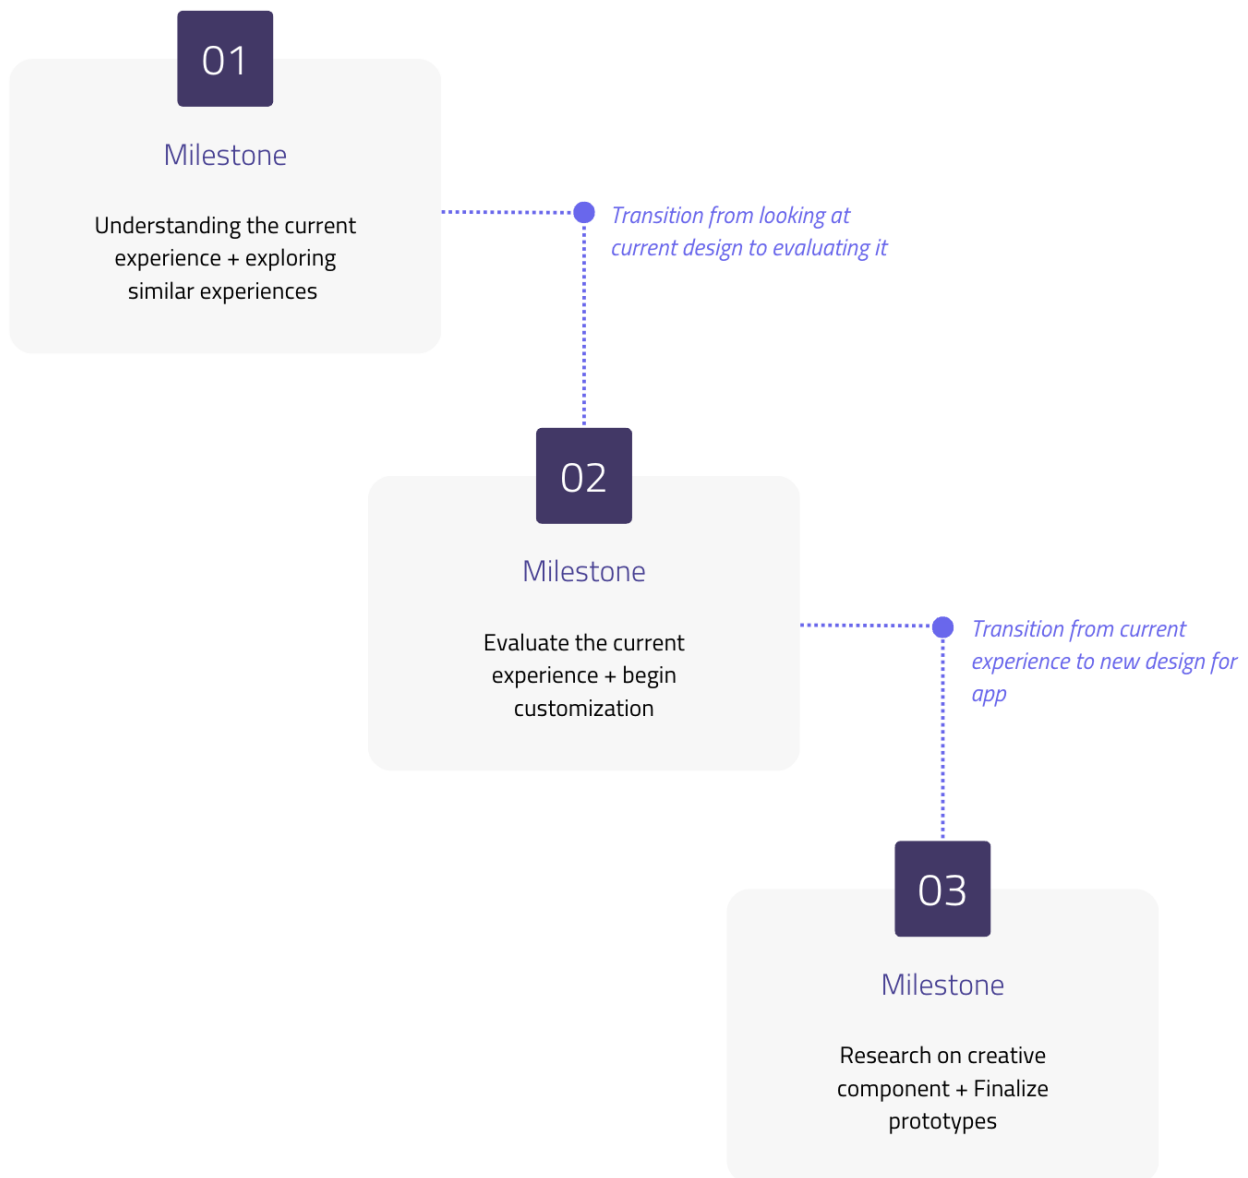 01
Milestone
Understanding the current
experience + exploring
similar experiences
Transition from looking at
current design to evaluating it
02
Milestone
Evaluate the current
experience + begin
customization
Transition from current
experience to new design for
app
03
Milestone
Research on creative
component + Finalize
prototypes